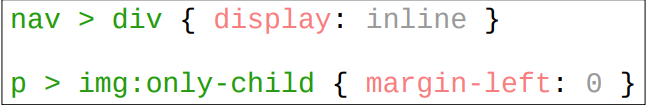 nav > div { display: inline }
p > img:only-child { margin-left: 0 }